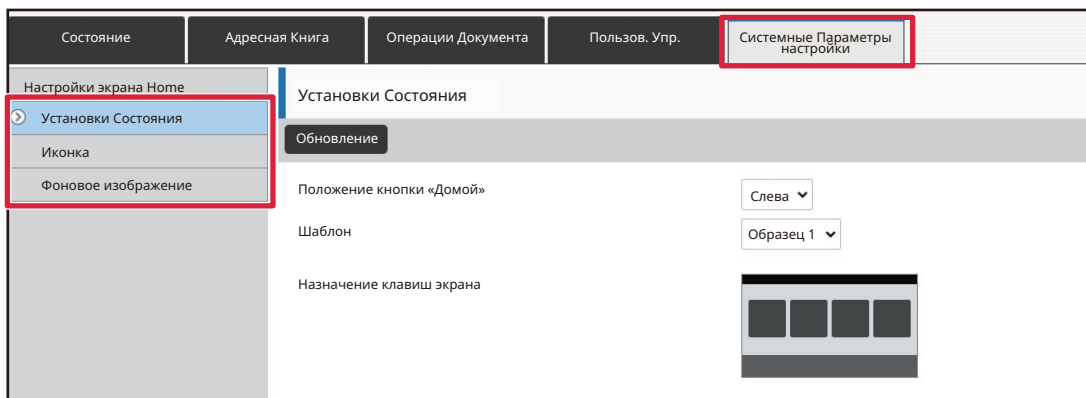 Состояние
Адресная Книга
Операции Документа
Пользов. Упр.
Системные Параметры
настройки
Настройки экрана Home
Установки Состояния
Иконка
Фоновое изображение
Установки Состояния
Обновление
Положение кнопки «Домой»
Слева
Шаблон
Образец 1
Назначение клавиш экрана